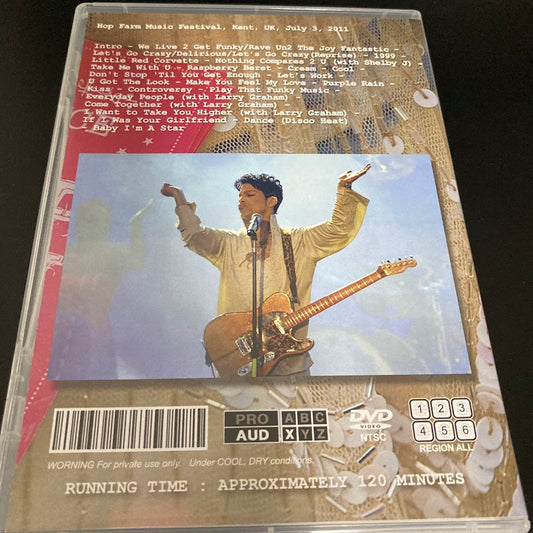 Hop Farm Music Festival, Kent, UK, July 3, 2011
Intro - We Live 2 Get Funky/Rave Un2 The Joy Fantastic -
Let's Go Crazy/Delirious/Let's Go Crazy(Reprise) - 1999 -
Little Red Corvette - Nothing Compares 2 U (with Shelby J)
Take Me With U - Raspberry Beret - Cream - Cool -
Don't Stop 'Til You Get Enough - Let's Work -
U Got The Look - Make You Feel My Love - Purple Rain -
Kiss - Controversy - Play That Funky Music -
Everyday People (with Larry Graham) -
Come Together (with Larry Graham) -
I Want to Take You Higher (with Larry Graham) -
If I Was Your Girlfriend - Dance (Disco Heat)
- Baby I'm A Star
PRO ABC
AUD XYZ
DVD
VIDEO
NTSC
1 2 3
4 5 6
REGION ALL
WARNING For private use only. Under COOL, DRY conditions.
RUNNING TIME : APPROXIMATELY 120 MINUTES